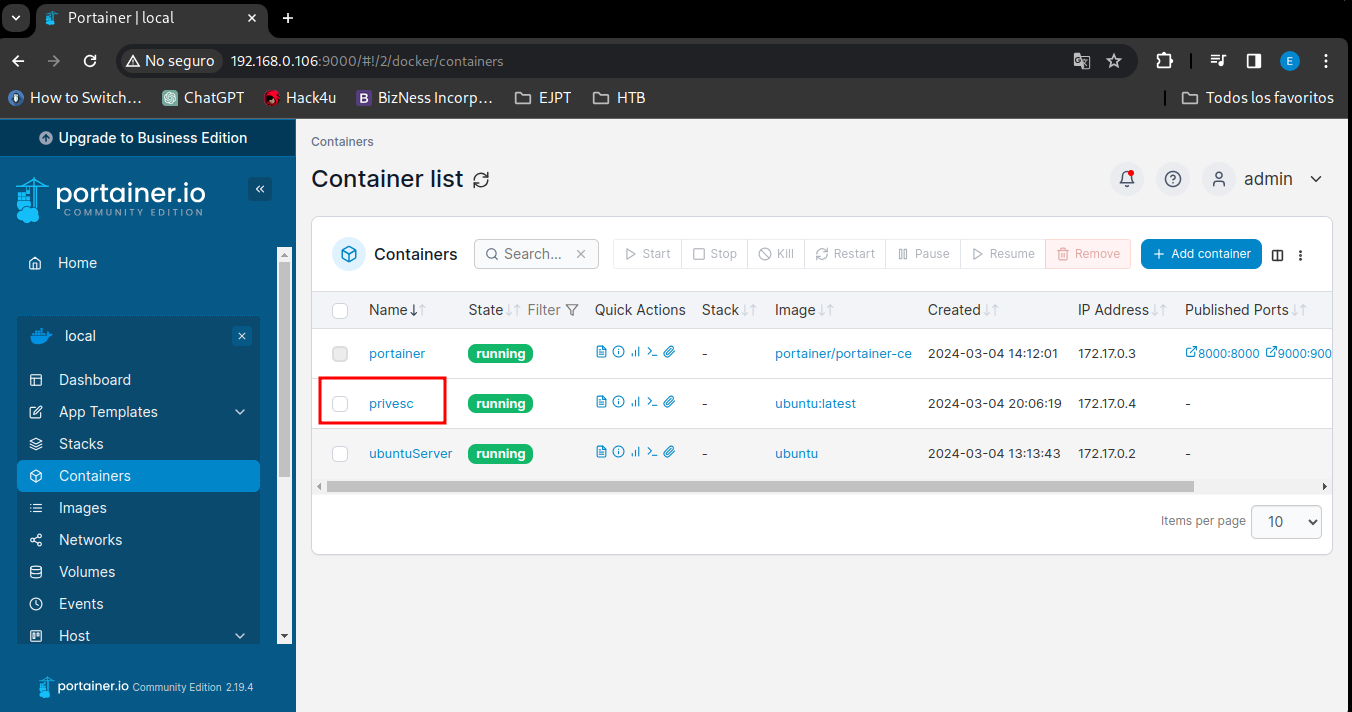 Portainer | local
No seguro 192.168.0.106:9000/#!/2/docker/containers
How to Switch... ChatGPT Hack4u BizNess Incorp... EJPT HTB Todos los favoritos
Upgrade to Business Edition
portainer.io
COMMUNITY EDITION
Home
local
Dashboard
App Templates
Stacks
Containers
Images
Networks
Volumes
Events
Host
portainer.io Community Edition 2.19.4
Containers
Container list
admin
Containers Search... Start Stop Kill Restart Pause Resume Remove Add container
Name State Filter Quick Actions Stack Image Created IP Address Published Ports
portainer running - portainer/portainer-ce 2024-03-04 14:12:01 172.17.0.3 8000:8000 9000:900
privesc running - ubuntu:latest 2024-03-04 20:06:19 172.17.0.4 -
ubuntuServer running - ubuntu 2024-03-04 13:13:43 172.17.0.2 -
Items per page 10